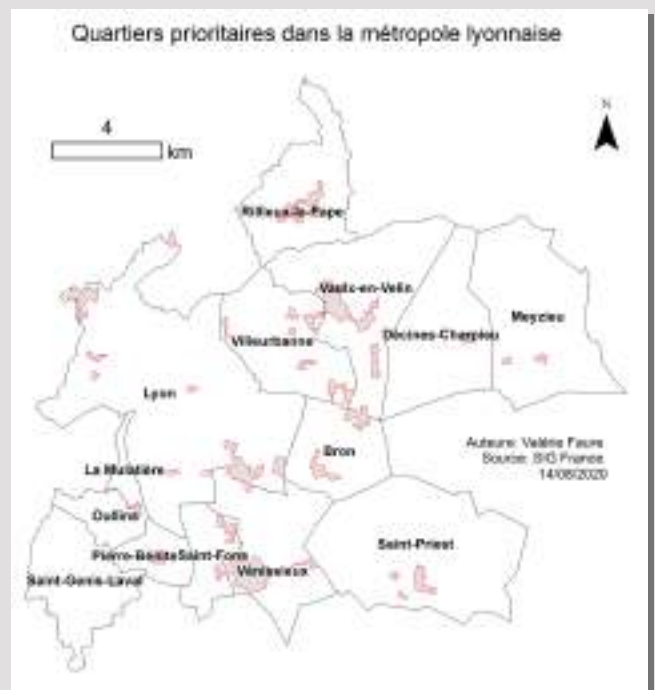 Quartiers prioritaires dans la métropole lyonnaise
N
4
km
Rillieux-la-Pape
Vaulx-en-Velin
Meyzieu
Villeurbanne
Décines-Charpieu
Lyon
Auteure: Valérie Faure
Source: SIG France
14/08/2020
Bron
La Mulatière
Oullins
Saint-Priest
Pierre-Bénite
Saint-Fons
Vénissieux
Saint-Genis-Laval